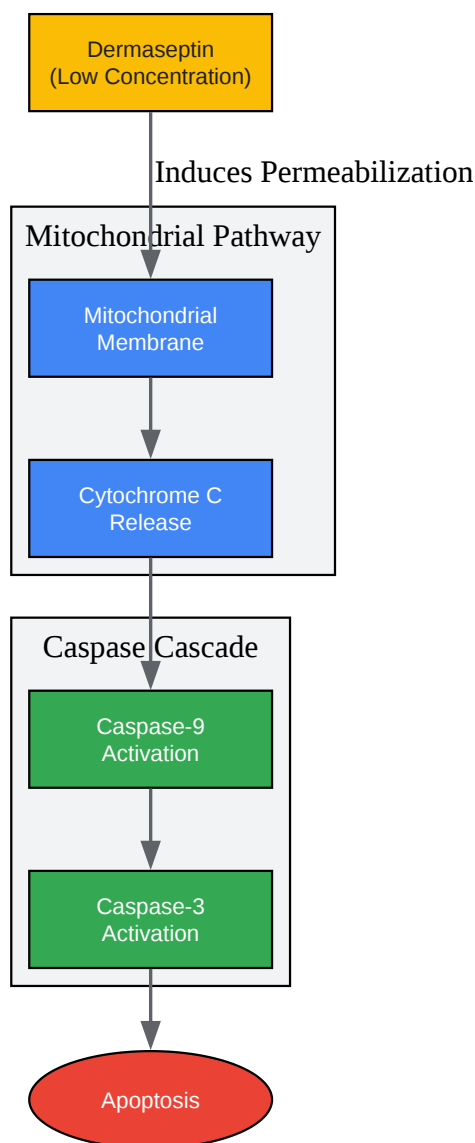 Dermaseptin
(Low Concentration)
Induces Permeabilization
Mitochondrial Pathway
Mitochondrial
Membrane
Cytochrome C
Release
Caspase Cascade
Caspase-9
Activation
Caspase-3
Activation
Apoptosis